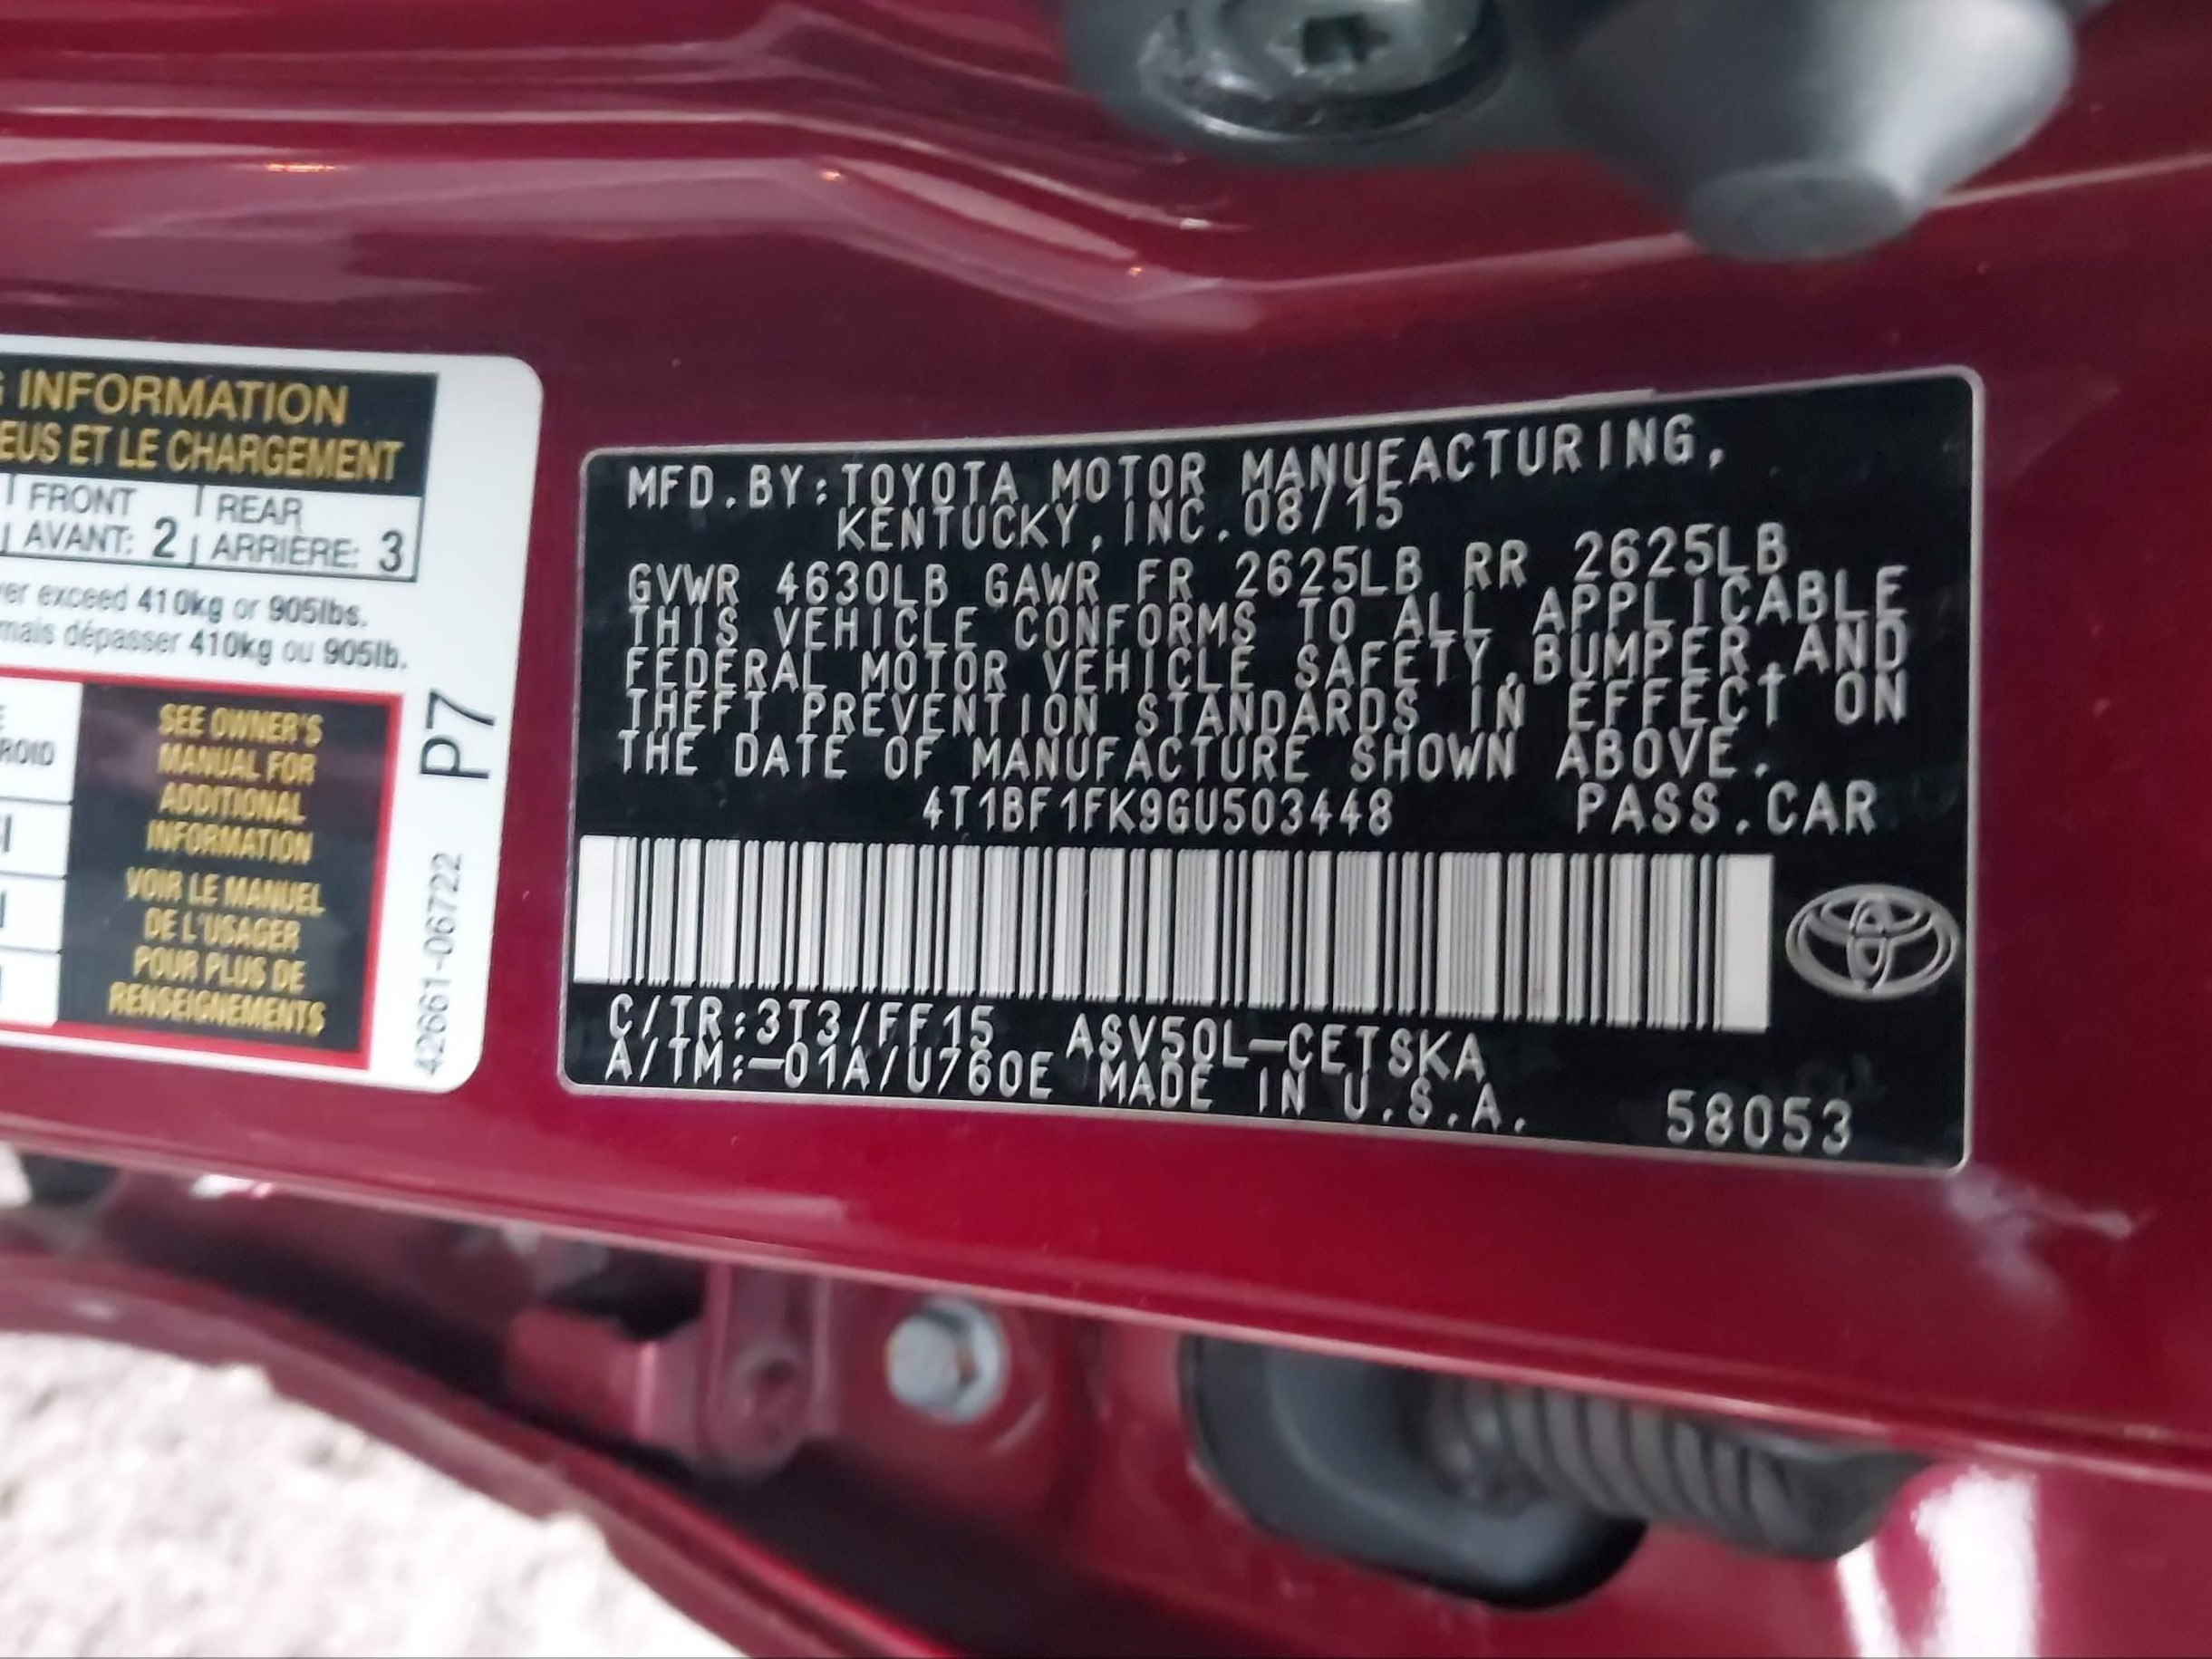 INFORMATION
EUS ET LE CHARGEMENT
FRONT
REAR
AVANT: 2
ARRIÈRE: 3
er exceed 410kg or 905lbs.
mais dépasser 410kg ou 905lb.
ROID
SEE OWNER'S
MANUAL FOR
ADDITIONAL
INFORMATION
VOIR LE MANUEL
DE L'USAGER
POUR PLUS DE
RENSEIGNEMENTS
P7
42661-06722
MFD.BY:TOYOTA MOTOR MANUFACTURING,
KENTUCKY, INC. 08/15
GVWR 4630LB GAWR FR 2625LB RR 2625LB
THIS VEHICLE CONFORMS TO ALL APPLICABLE
FEDERAL MOTOR VEHICLE SAFETY,BUMPER,AND
THEFT PREVENTION STANDARDS IN EFFECT ON
THE DATE OF MANUFACTURE SHOWN ABOVE.
4T1BF1FK9GU503448 PASS.CAR
C/TR:3T3/FF15 ASV50L-CETSKA
A/TM:-01A/U760E MADE IN U.S.A. 58053